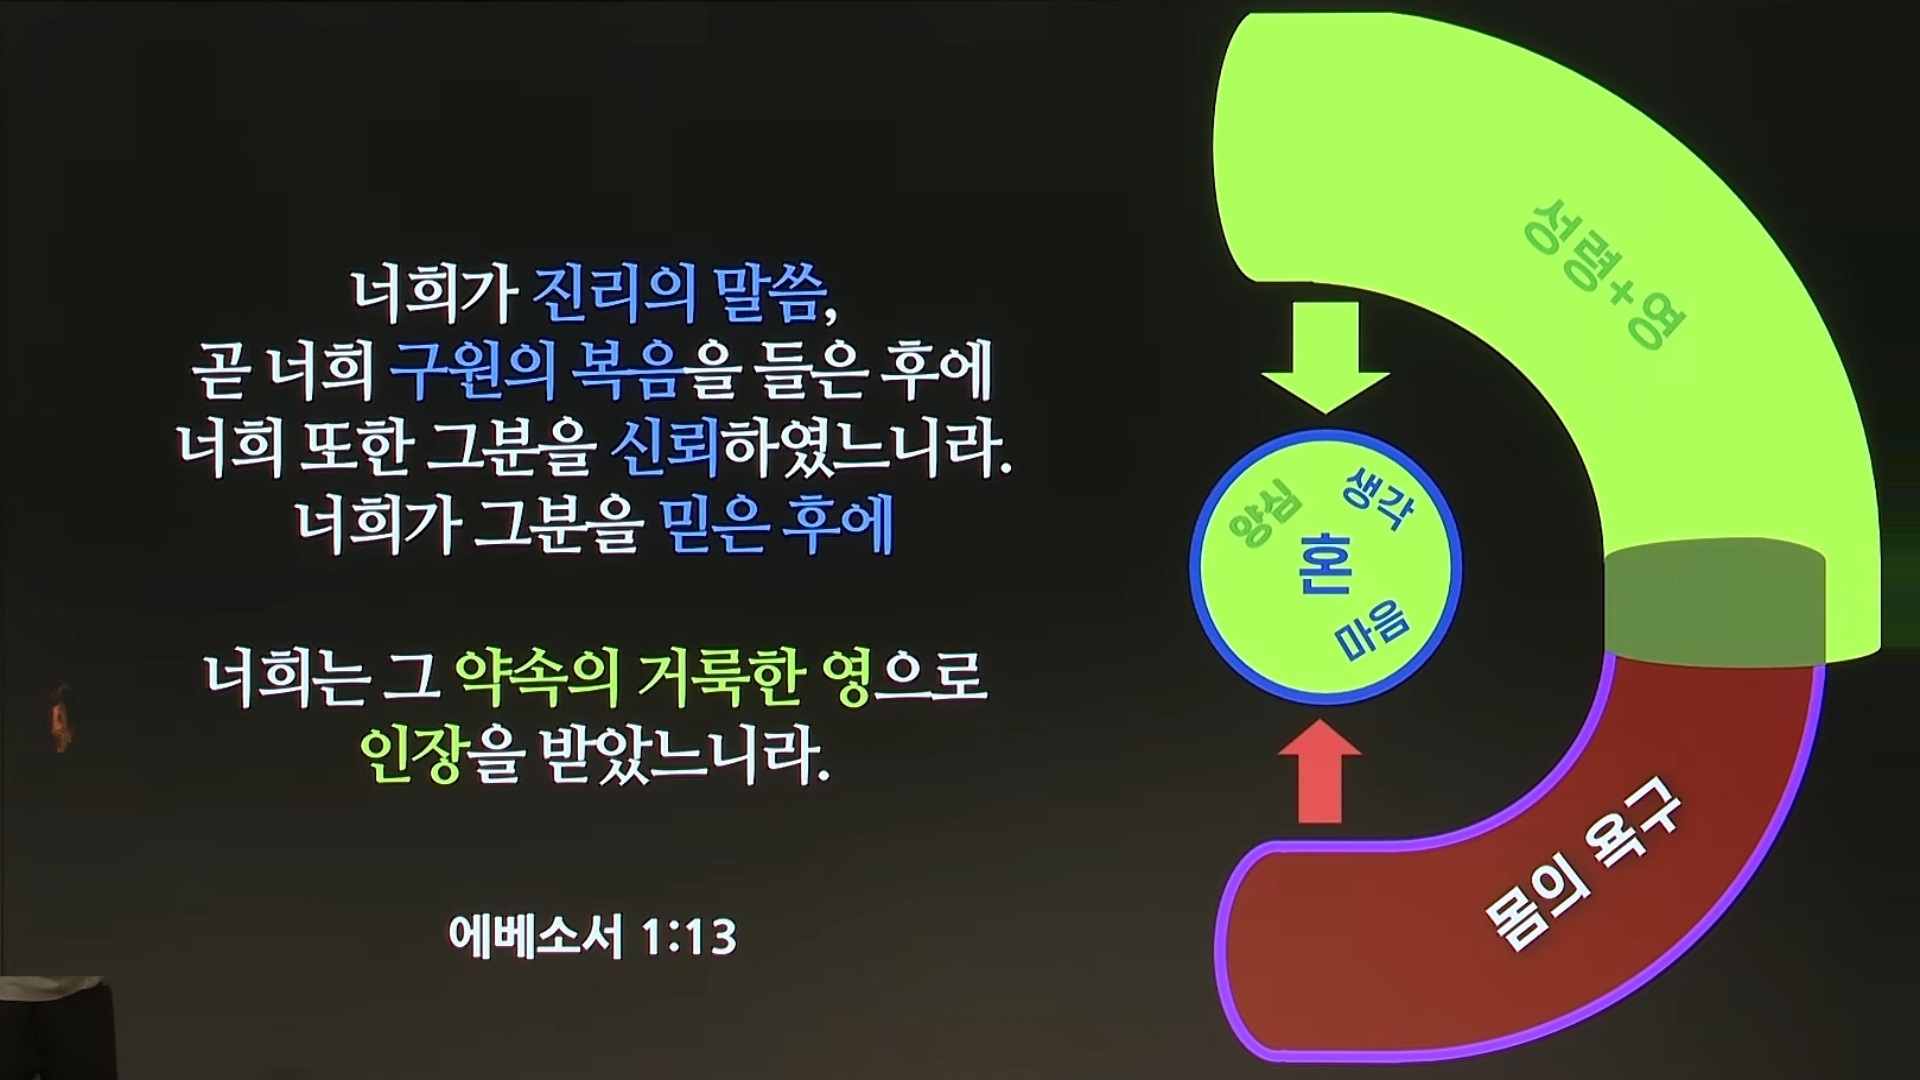 너희가 진리의 말씀,
곧 너희 구원의 복음을 들은 후에
너희 또한 그분을 신뢰하였느니라.
너희가 그분을 믿은 후에
너희는 그 약속의 거룩한 영으로
인장을 받았느니라.
에베소서 1:13
성령+영
양심
생각
혼
마음
몸의 욕구